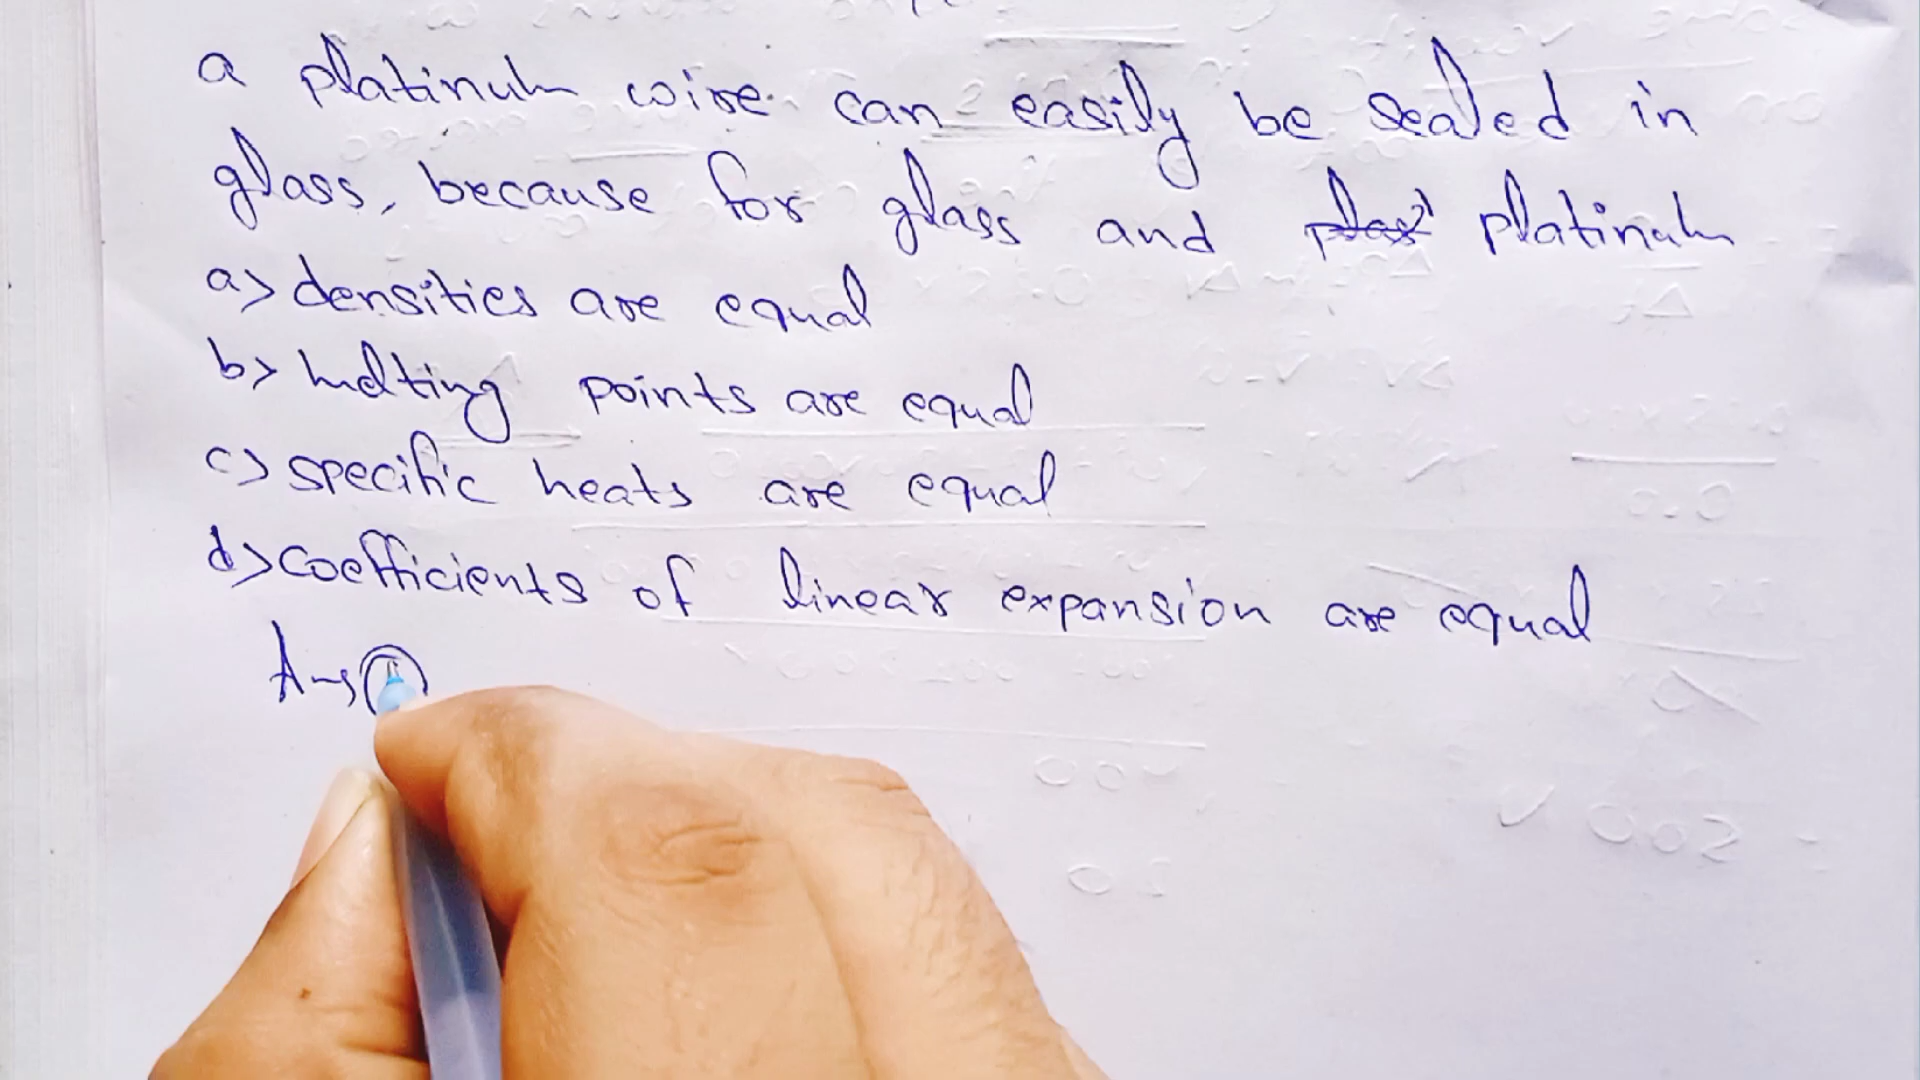 a platinum wire can easily be sealed in
glass, because for glass and platinum
a> densities are equal
b> melting points are equal
c> specific heats are equal
d> coefficients of linear expansion are equal
Ans